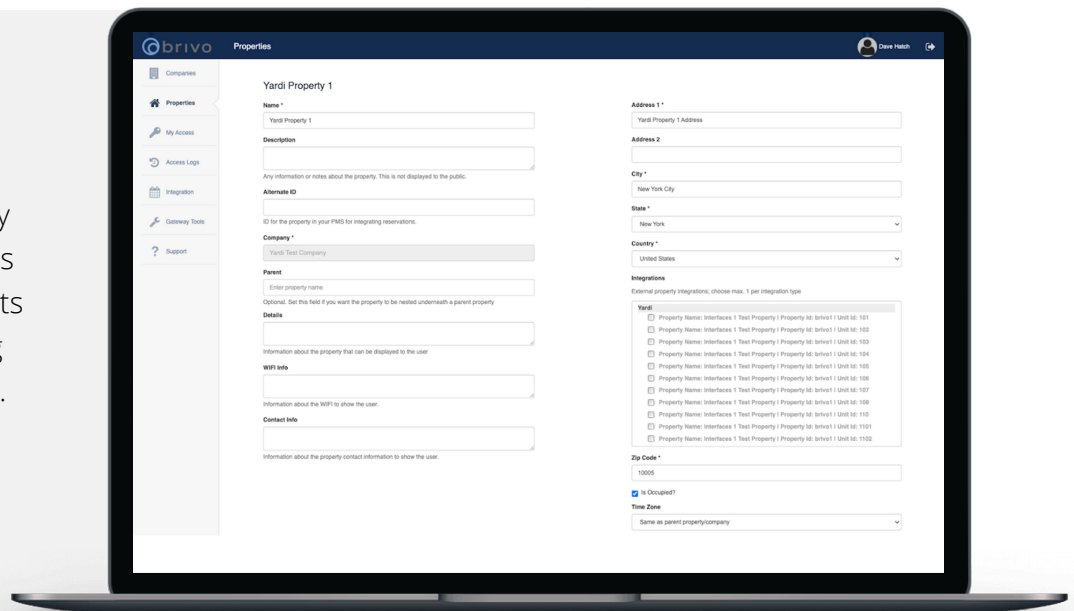 y
s
ts
g
.
brivo
Properties
Dave Hatch
Companies
Properties
My Access
Access Logs
Integration
Gateway Tools
Support
Yardi Property 1
Name *
Yardi Property 1
Description
Any information or notes about the property. This is not displayed to the public.
Alternate ID
ID for the property in your PMS for integrating reservations.
Company *
Yardi Test Company
Parent
Enter property name
Optional. Set this field if you want the property to be nested underneath a parent property
Details
Information about the property that can be displayed to the user
WIFI Info
Information about the WIFI to show the user.
Contact Info
Information about the property contact information to show the user.
Address 1 *
Yardi Property 1 Address
Address 2
City *
New York City
State *
New York
Country *
United States
Integrations
External property integrations; choose max. 1 per integration type
Yardi
Property Name: Interfaces 1 Test Property | Property Id: brivo1 | Unit Id: 101
Property Name: Interfaces 1 Test Property | Property Id: brivo1 | Unit Id: 102
Property Name: Interfaces 1 Test Property | Property Id: brivo1 | Unit Id: 103
Property Name: Interfaces 1 Test Property | Property Id: brivo1 | Unit Id: 104
Property Name: Interfaces 1 Test Property | Property Id: brivo1 | Unit Id: 105
Property Name: Interfaces 1 Test Property | Property Id: brivo1 | Unit Id: 106
Property Name: Interfaces 1 Test Property | Property Id: brivo1 | Unit Id: 107
Property Name: Interfaces 1 Test Property | Property Id: brivo1 | Unit Id: 108
Property Name: Interfaces 1 Test Property | Property Id: brivo1 | Unit Id: 110
Property Name: Interfaces 1 Test Property | Property Id: brivo1 | Unit Id: 1101
Property Name: Interfaces 1 Test Property | Property Id: brivo1 | Unit Id: 1102
Zip Code *
10005
Is Occupied?
Time Zone
Same as parent property/company